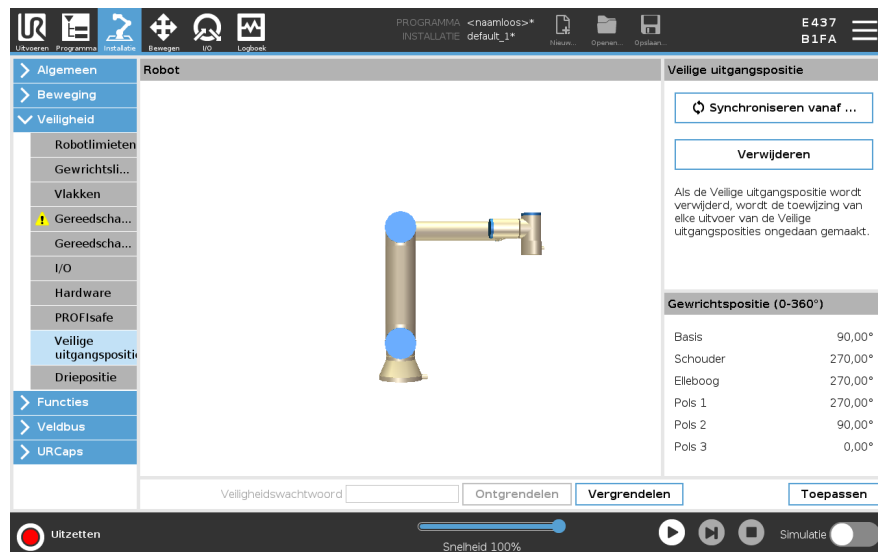 UR
PROGRAMMA <naamloos>*
INSTALLATIE default_1*
Uitvoeren Programma Installatie Bewegen I/O Logboek
Nieuw... Openen... Opslaan...
E437
B1FA
Algemeen
Beweging
Veiligheid
Robotlimieten
Gewrichtsli...
Vlakken
Gereedscha...
Gereedscha...
I/O
Hardware
PROFIsafe
Veilige
uitgangspositi
Driepositie
Functies
Veldbus
URCaps
Robot
Veilige uitgangspositie
Synchroniseren vanaf ...
Verwijderen
Als de Veilige uitgangspositie wordt
verwijderd, wordt de toewijzing van
elke uitvoer van de Veilige
uitgangsposities ongedaan gemaakt.
Gewrichtspositie (0-360°)
Basis 90,00°
Schouder 270,00°
Elleboog 270,00°
Pols 1 270,00°
Pols 2 90,00°
Pols 3 0,00°
Veiligheidswachtwoord Ontgrendelen Vergrendelen Toepassen
Uitzetten
Snelheid 100%
Simulatie